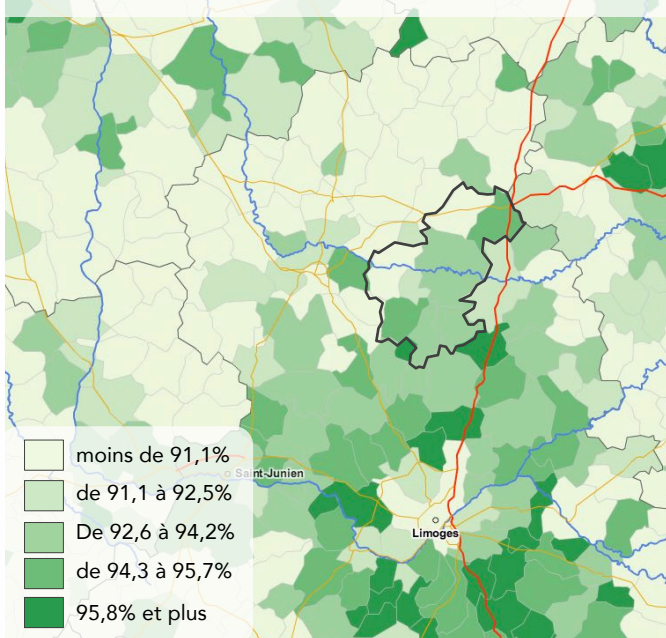 moins de 91,1%
Saint-Junien
de 91,1 à 92,5%
De 92,6 à 94,2%
Limoges
de 94,3 à 95,7%
95,8% et plus